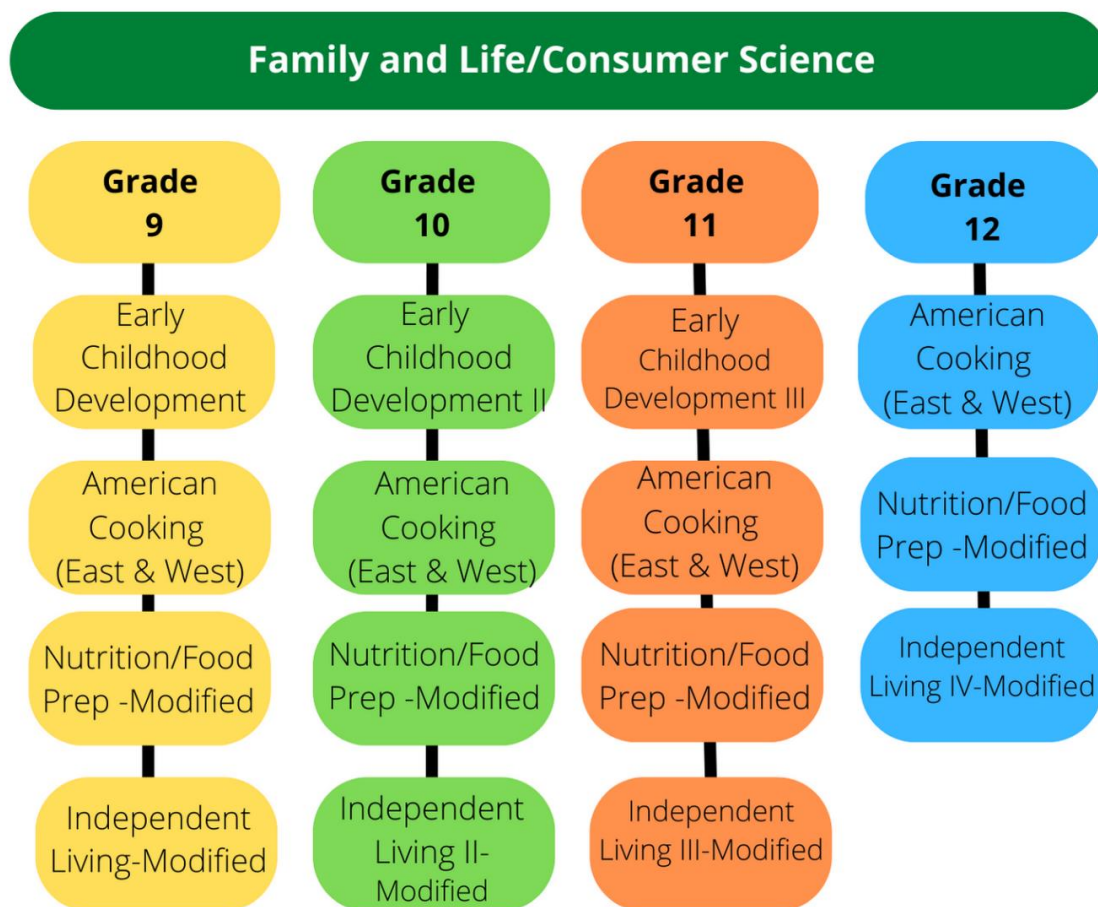 Family and Life/Consumer Science
Grade
9
Early
Childhood
Development
American
Cooking
(East & West)
Nutrition/Food
Prep -Modified
Independent
Living-Modified
Grade
10
Early
Childhood
Development II
American
Cooking
(East & West)
Nutrition/Food
Prep -Modified
Independent
Living II-
Modified
Grade
11
Early
Childhood
Development III
American
Cooking
(East & West)
Nutrition/Food
Prep -Modified
Independent
Living III-Modified
Grade
12
American
Cooking
(East & West)
Nutrition/Food
Prep -Modified
Independent
Living IV-Modified